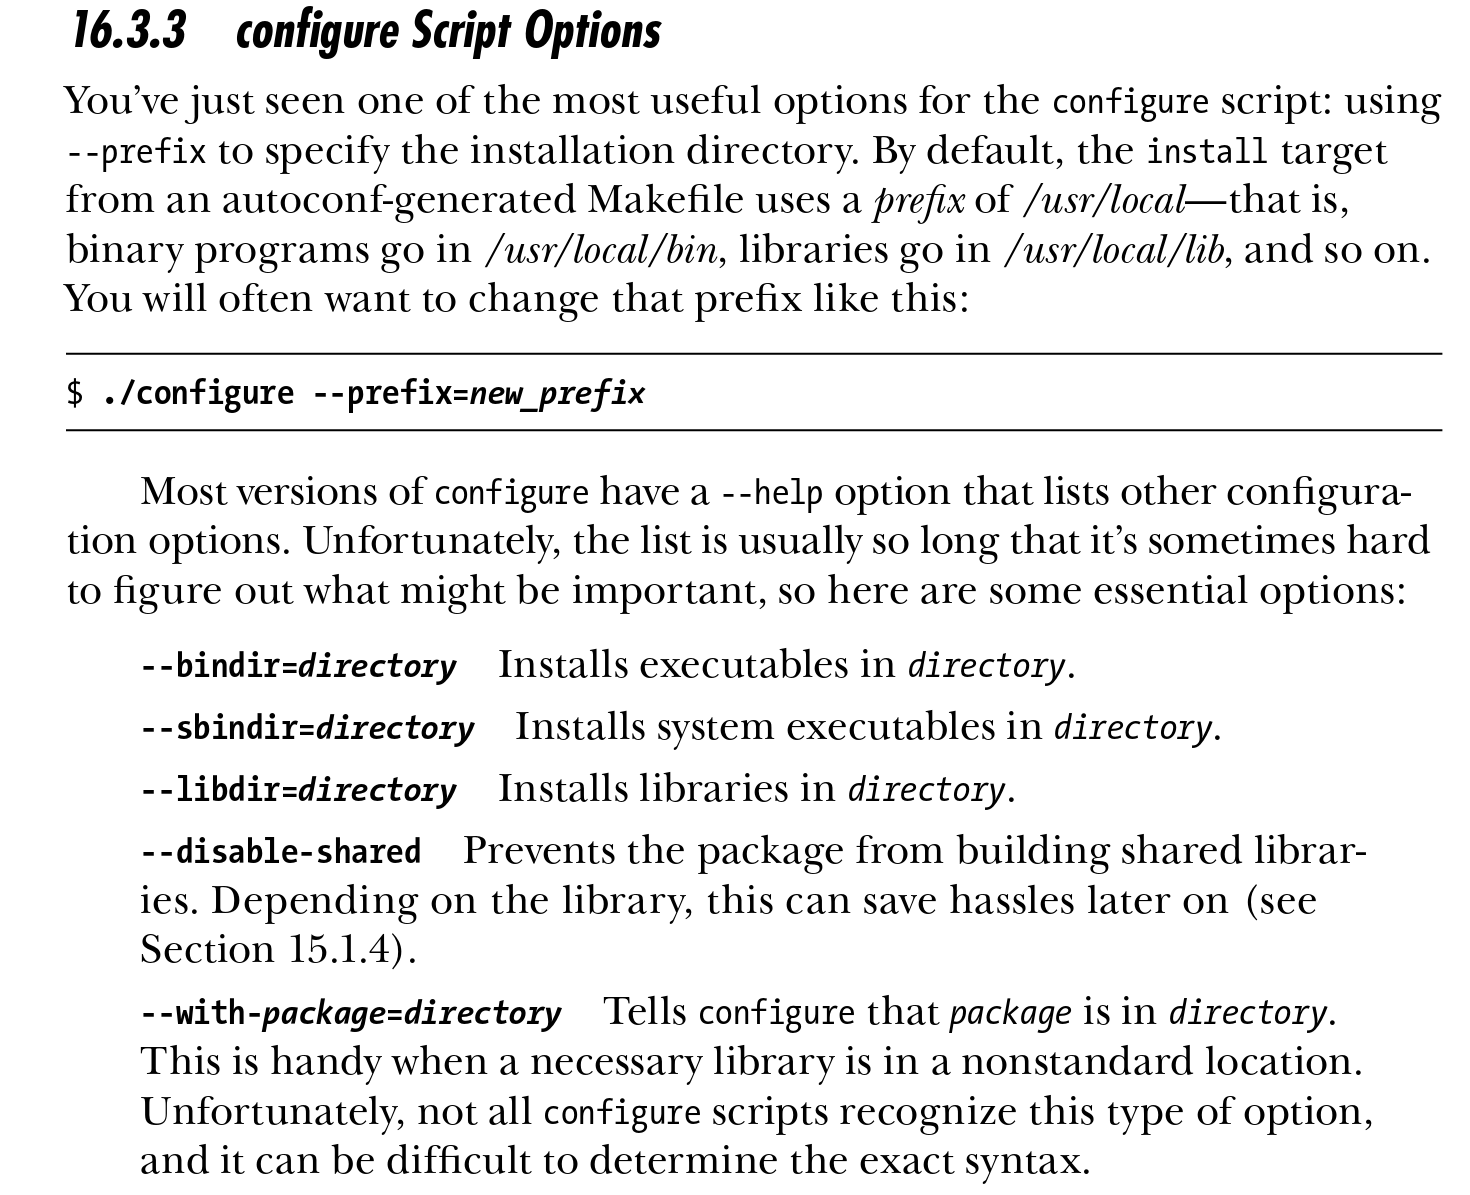 16.3.3 configure Script Options
You've just seen one of the most useful options for the configure script: using
--prefix to specify the installation directory. By default, the install target
from an autoconf-generated Makefile uses a prefix of /usr/local—that is,
binary programs go in /usr/local/bin, libraries go in /usr/local/lib, and so on.
You will often want to change that prefix like this:
$ ./configure --prefix=new_prefix
Most versions of configure have a --help option that lists other configura-
tion options. Unfortunately, the list is usually so long that it's sometimes hard
to figure out what might be important, so here are some essential options:
--bindir=directory Installs executables in directory.
--sbindir=directory Installs system executables in directory.
--libdir=directory Installs libraries in directory.
--disable-shared Prevents the package from building shared librar-
ies. Depending on the library, this can save hassles later on (see
Section 15.1.4).
--with-package=directory Tells configure that package is in directory.
This is handy when a necessary library is in a nonstandard location.
Unfortunately, not all configure scripts recognize this type of option,
and it can be difficult to determine the exact syntax.